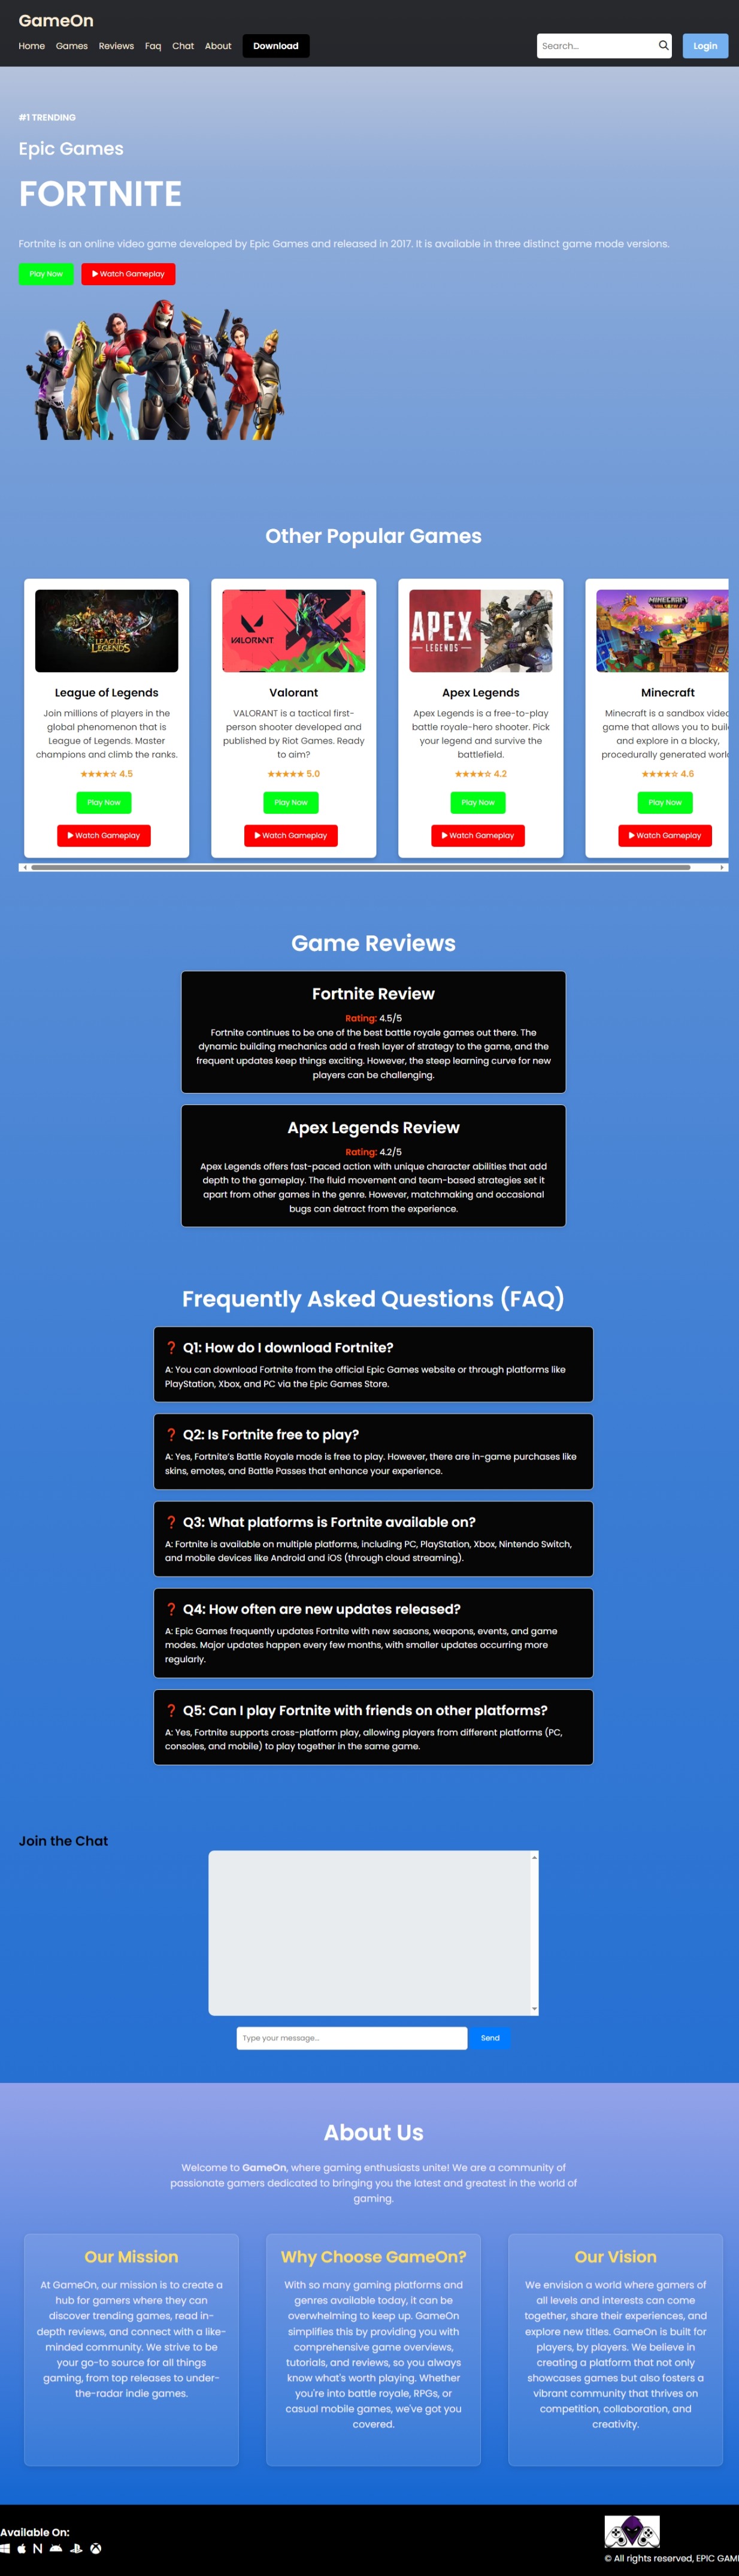 GameOn
Home Games Reviews Faq Chat About Download
Search...
Login
#1 TRENDING
Epic Games
FORTNITE
Fortnite is an online video game developed by Epic Games and released in 2017. It is available in three distinct game mode versions.
Play Now
Watch Gameplay
Other Popular Games
LEAGUE of LEGENDS
League of Legends
Join millions of players in the
global phenomenon that is
League of Legends. Master
champions and climb the ranks.
★★★★☆ 4.5
Play Now
Watch Gameplay
VALORANT
Valorant
VALORANT is a tactical first-
person shooter developed and
published by Riot Games. Ready
to aim?
★★★★★ 5.0
Play Now
Watch Gameplay
APEX
LEGENDS
Apex Legends
Apex Legends is a free-to-play
battle royale-hero shooter. Pick
your legend and survive the
battlefield.
★★★★☆ 4.2
Play Now
Watch Gameplay
MINECRAFT
Minecraft
Minecraft is a sandbox video
game that allows you to buil
and explore in a blocky,
procedurally generated worl
★★★★☆ 4.6
Play Now
Watch Gameplay
Game Reviews
Fortnite Review
Rating: 4.5/5
Fortnite continues to be one of the best battle royale games out there. The
dynamic building mechanics add a fresh layer of strategy to the game, and the
frequent updates keep things exciting. However, the steep learning curve for new
players can be challenging.
Apex Legends Review
Rating: 4.2/5
Apex Legends offers fast-paced action with unique character abilities that add
depth to the gameplay. The fluid movement and team-based strategies set it
apart from other games in the genre. However, matchmaking and occasional
bugs can detract from the experience.
Frequently Asked Questions (FAQ)
❓ Q1: How do I download Fortnite?
A: You can download Fortnite from the official Epic Games website or through platforms like
PlayStation, Xbox, and PC via the Epic Games Store.
❓ Q2: Is Fortnite free to play?
A: Yes, Fortnite's Battle Royale mode is free to play. However, there are in-game purchases like
skins, emotes, and Battle Passes that enhance your experience.
❓ Q3: What platforms is Fortnite available on?
A: Fortnite is available on multiple platforms, including PC, PlayStation, Xbox, Nintendo Switch,
and mobile devices like Android and iOS (through cloud streaming).
❓ Q4: How often are new updates released?
A: Epic Games frequently updates Fortnite with new seasons, weapons, events, and game
modes. Major updates happen every few months, with smaller updates occurring more
regularly.
❓ Q5: Can I play Fortnite with friends on other platforms?
A: Yes, Fortnite supports cross-platform play, allowing players from different platforms (PC,
consoles, and mobile) to play together in the same game.
Join the Chat
Type your message...
Send
About Us
Welcome to GameOn, where gaming enthusiasts unite! We are a community of
passionate gamers dedicated to bringing you the latest and greatest in the world of
gaming.
Our Mission
At GameOn, our mission is to create a
hub for gamers where they can
discover trending games, read in-
depth reviews, and connect with a like-
minded community. We strive to be
your go-to source for all things
gaming, from top releases to under-
the-radar indie games.
Why Choose GameOn?
With so many gaming platforms and
genres available today, it can be
overwhelming to keep up. GameOn
simplifies this by providing you with
comprehensive game overviews,
tutorials, and reviews, so you always
know what's worth playing. Whether
you're into battle royale, RPGs, or
casual mobile games, we've got you
covered.
Our Vision
We envision a world where gamers of
all levels and interests can come
together, share their experiences, and
explore new titles. GameOn is built for
players, by players. We believe in
creating a platform that not only
showcases games but also fosters a
vibrant community that thrives on
competition, collaboration, and
creativity.
Available On:
© All rights reserved, EPIC GAM